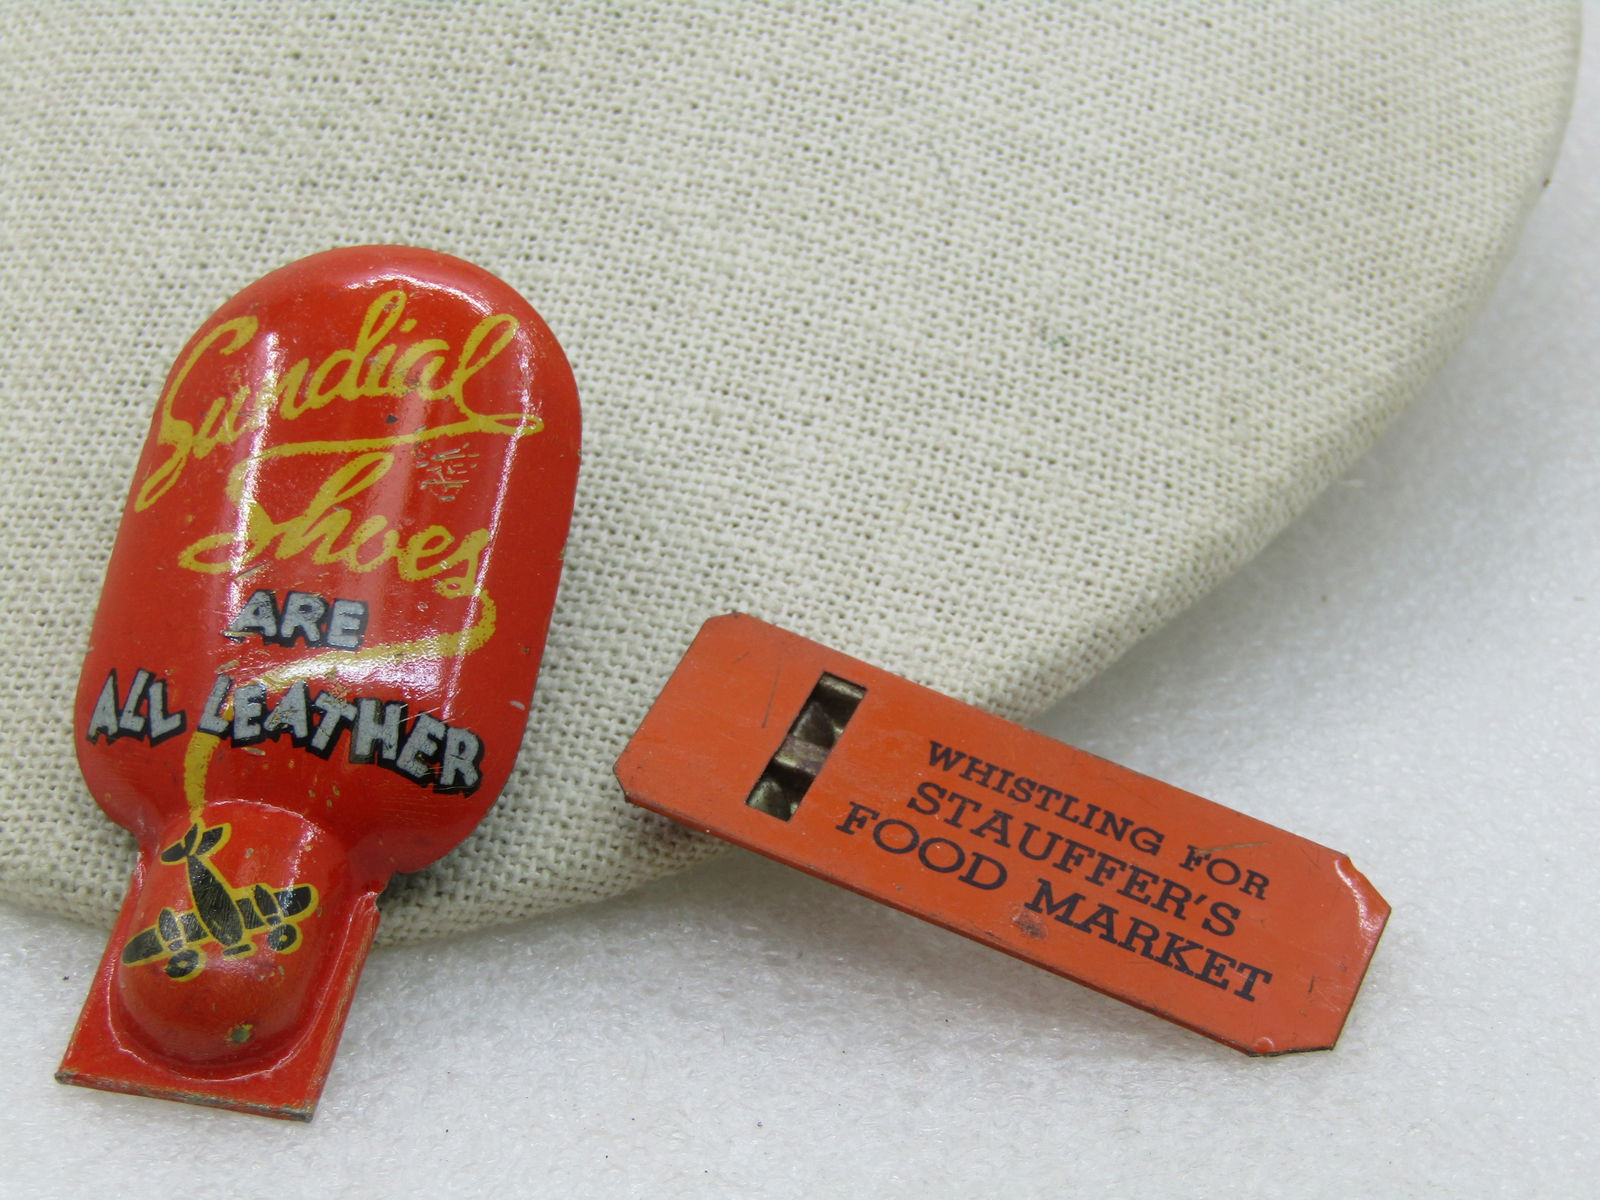 Sundial
Shoes
ARE
ALL LEATHER
WHISTLING FOR
STAUFFER'S
FOOD MARKET